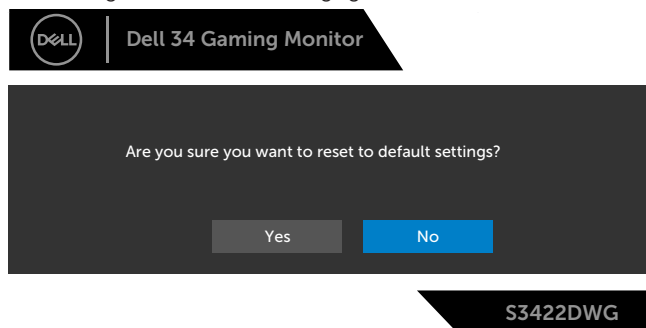 DELL
Dell 34 Gaming Monitor
Are you sure you want to reset to default settings?
Yes No
S3422DWG